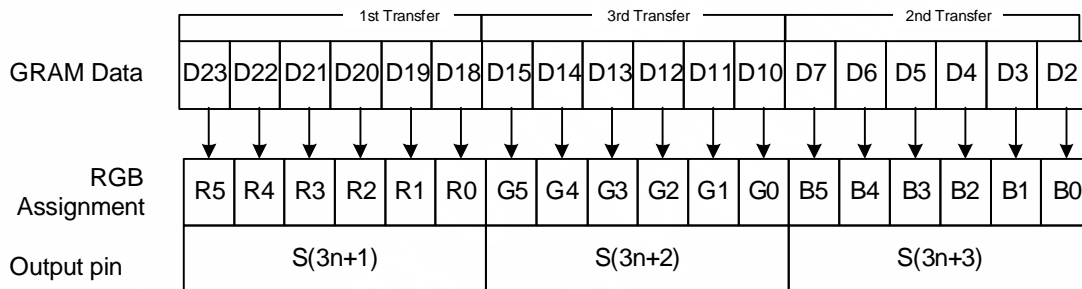 1st Transfer 3rd Transfer 2nd Transfer
GRAM Data D23 D22 D21 D20 D19 D18 D15 D14 D13 D12 D11 D10 D7 D6 D5 D4 D3 D2
RGB
Assignment R5 R4 R3 R2 R1 R0 G5 G4 G3 G2 G1 G0 B5 B4 B3 B2 B1 B0
Output pin S(3n+1) S(3n+2) S(3n+3)